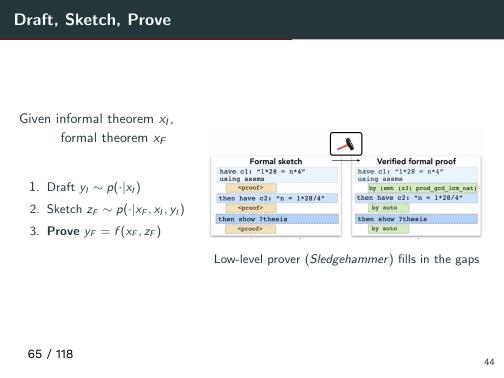 Draft, Sketch, Prove
Given informal theorem x_I,
formal theorem x_F
1. Draft y_I ∼ p(·|x_I)
2. Sketch z_F ∼ p(·|x_F, x_I, y_I)
3. Prove y_F = f(x_F, z_F)
Formal sketch
have c1: "1*28 = n*4"
using assms
<proof>
then have c2: "n = 1*28/4"
<proof>
then show ?thesis
<proof>
Verified formal proof
have c1: "1*28 = n*4"
using assms
by (smt (z3) prod_gcd_lcm_nat)
then have c2: "n = 1*28/4"
by auto
then show ?thesis
by auto
Low-level prover (Sledgehammer) fills in the gaps
65 / 118
44